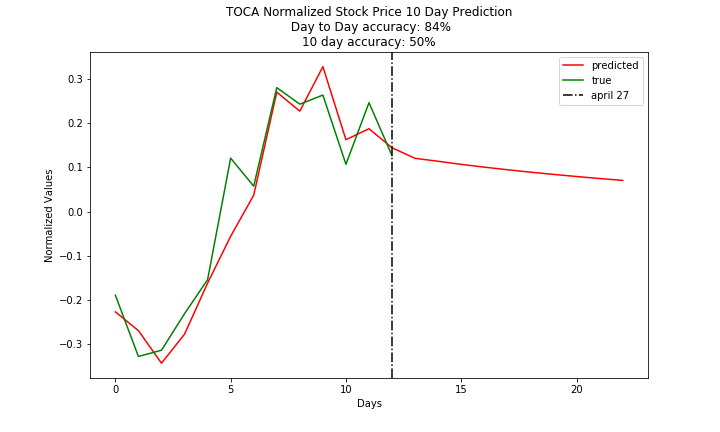 TOCA Normalized Stock Price 10 Day Prediction
Day to Day accuracy: 84%
10 day accuracy: 50%
predicted
true
april 27
Normalized Values
0.3
0.2
0.1
0.0
−0.1
−0.2
−0.3
0
5
10
15
20
Days